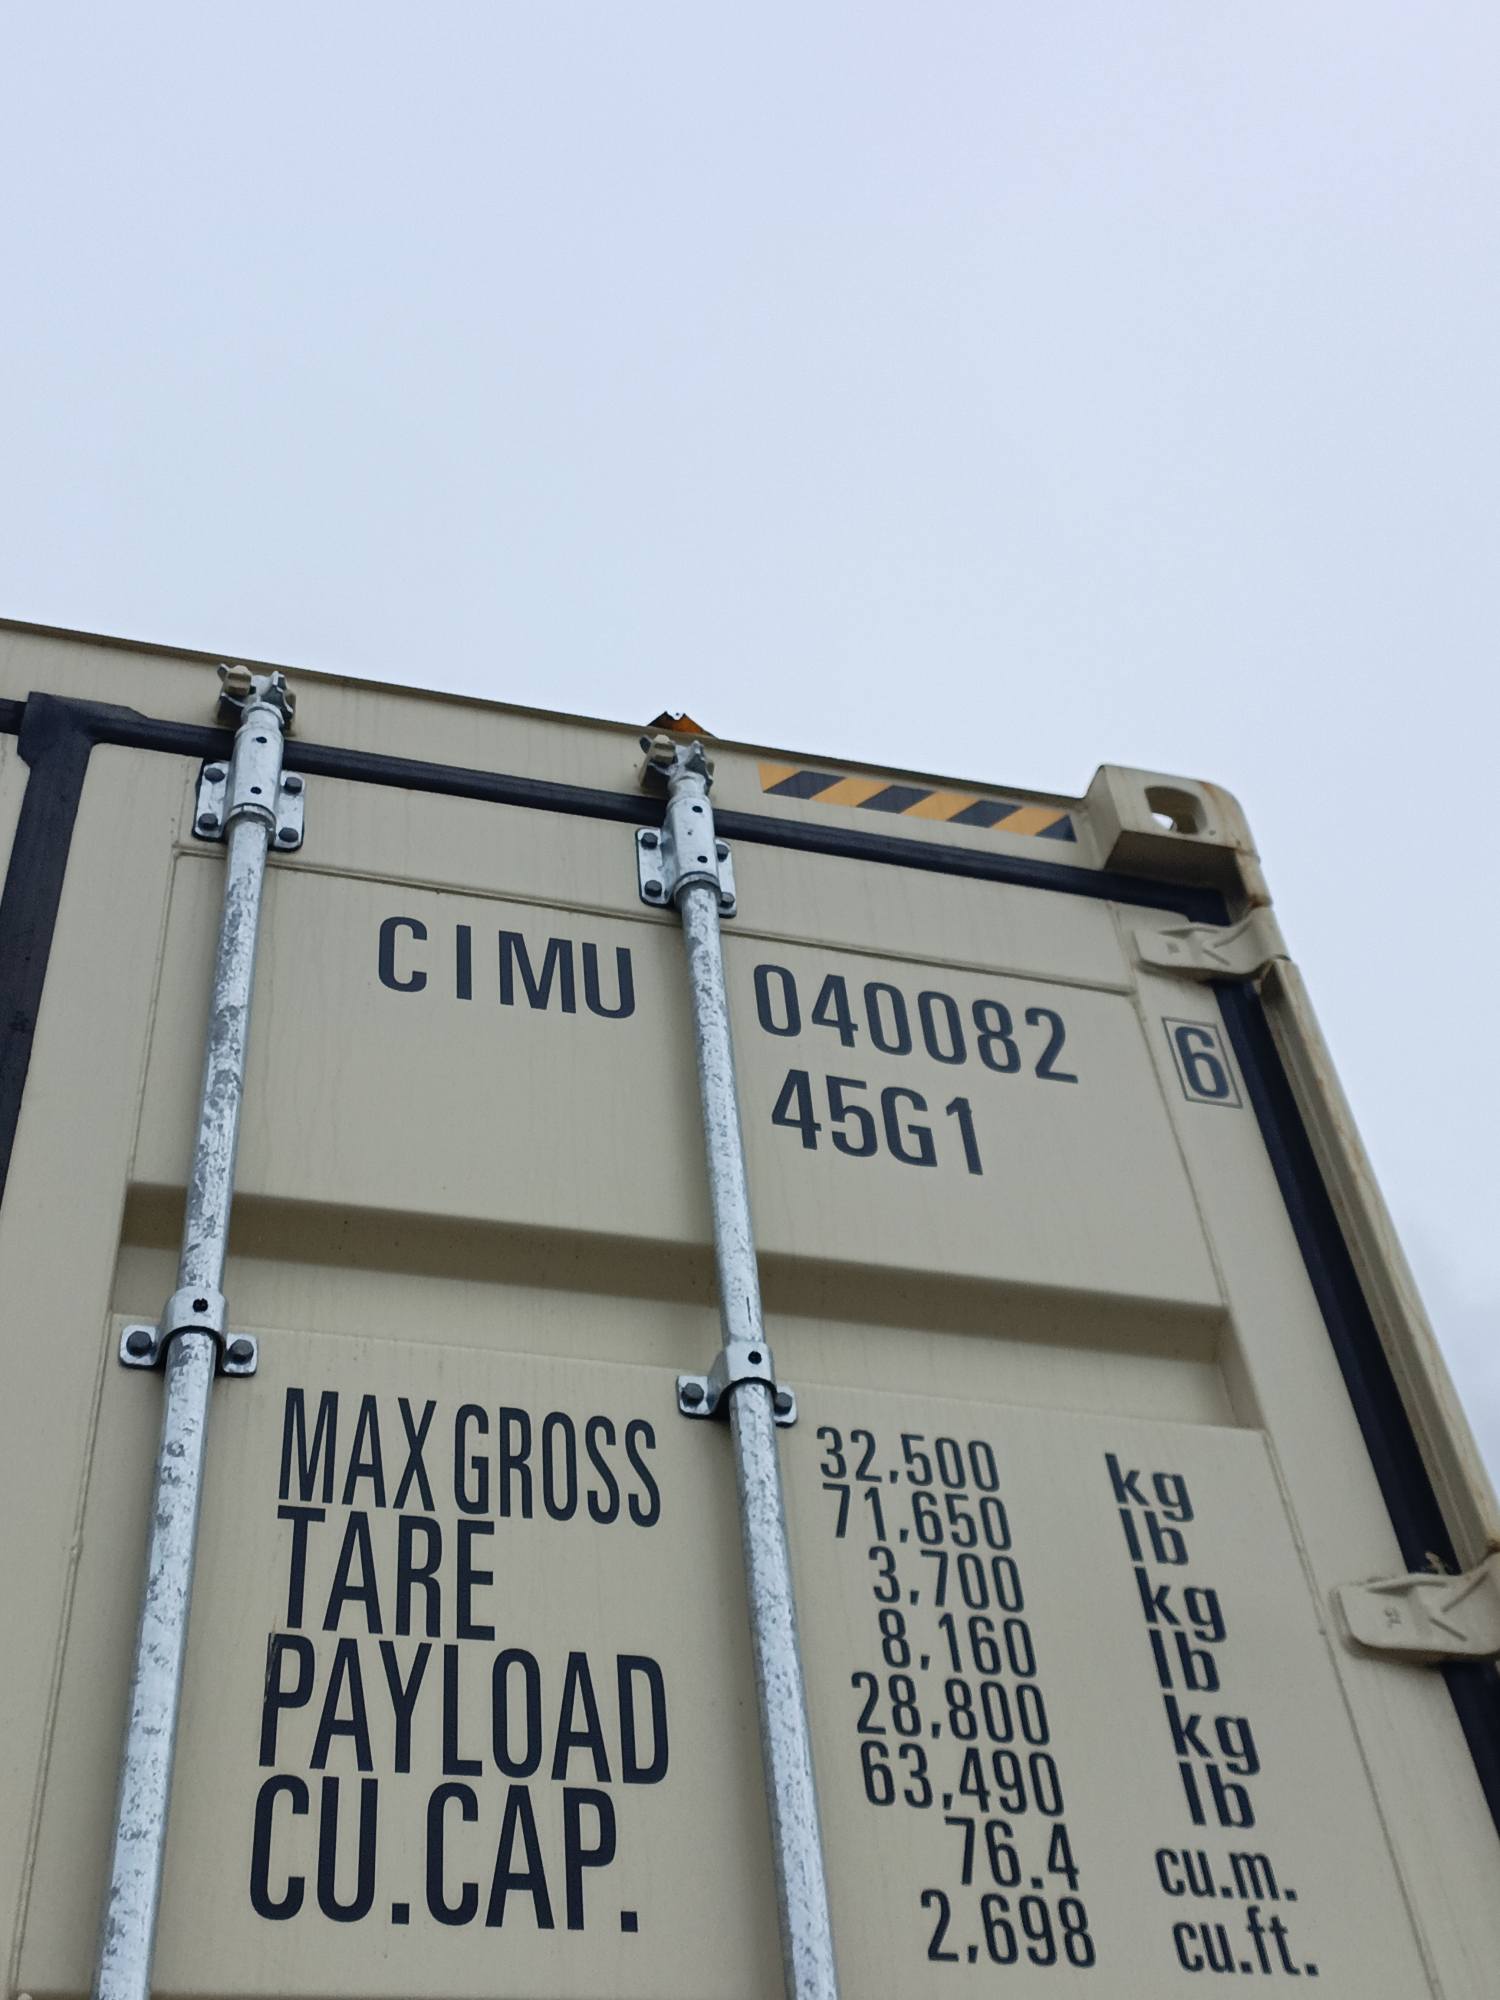 CIMU 040082 6
45G1
MAX GROSS 32,500 kg
71,650 lb
TARE 3,700 kg
8,160 lb
PAYLOAD 28,800 kg
63,490 lb
CU.CAP. 76.4 cu.m.
2,698 cu.ft.